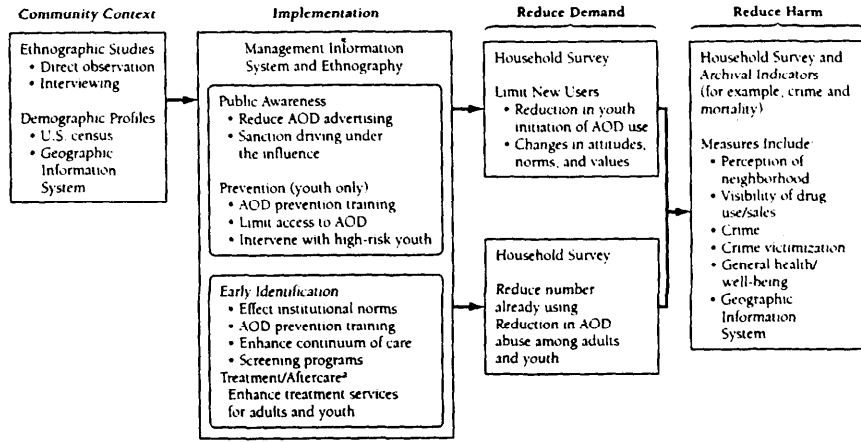 Community Context
Ethnographic Studies
• Direct observation
• Interviewing
Demographic Profiles
• U.S. census
• Geographic
Information
System
Implementation
Management Information
System and Ethnography
Public Awareness
• Reduce AOD advertising
• Sanction driving under
the influence
Prevention (youth only)
• AOD prevention training
• Limit access to AOD
• Intervene with high-risk youth
Early Identification
• Effect institutional norms
• AOD prevention training
• Enhance continuum of care
• Screening programs
Treatment/Aftercareª
Enhance treatment services
for adults and youth
Reduce Demand
Household Survey
Limit New Users
• Reduction in youth
initiation of AOD use
• Changes in attitudes,
norms, and values
Household Survey
Reduce number
already using
Reduction in AOD
abuse among adults
and youth
Reduce Harm
Household Survey and
Archival Indicators
(for example, crime and
mortality)
Measures Include
• Perception of
neighborhood
• Visibility of drug
use/sales
• Crime
• Crime victimization
• General health/
well-being
• Geographic
Information
System